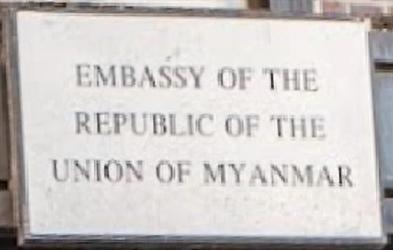 EMBASSY OF THE
REPUBLIC OF THE
UNION OF MYANMAR